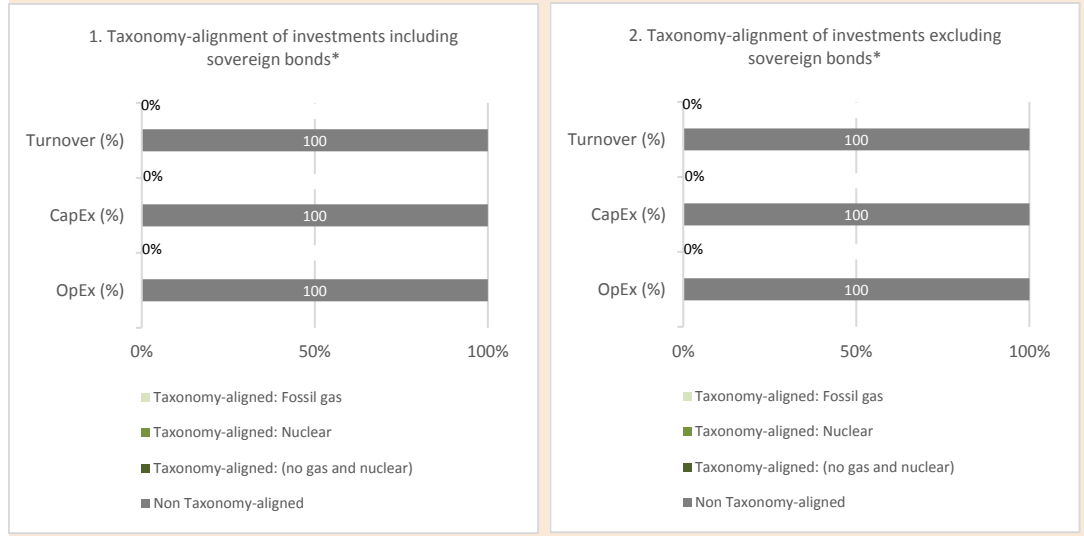 1. Taxonomy-alignment of investments including
sovereign bonds*
0%
Turnover (%)
100
0%
CapEx (%)
100
0%
OpEx (%)
100
0%
50%
100%
Taxonomy-aligned: Fossil gas
Taxonomy-aligned: Nuclear
Taxonomy-aligned: (no gas and nuclear)
Non Taxonomy-aligned
2. Taxonomy-alignment of investments excluding
sovereign bonds*
0%
Turnover (%)
100
0%
CapEx (%)
100
0%
OpEx (%)
100
0%
50%
100%
Taxonomy-aligned: Fossil gas
Taxonomy-aligned: Nuclear
Taxonomy-aligned: (no gas and nuclear)
Non Taxonomy-aligned